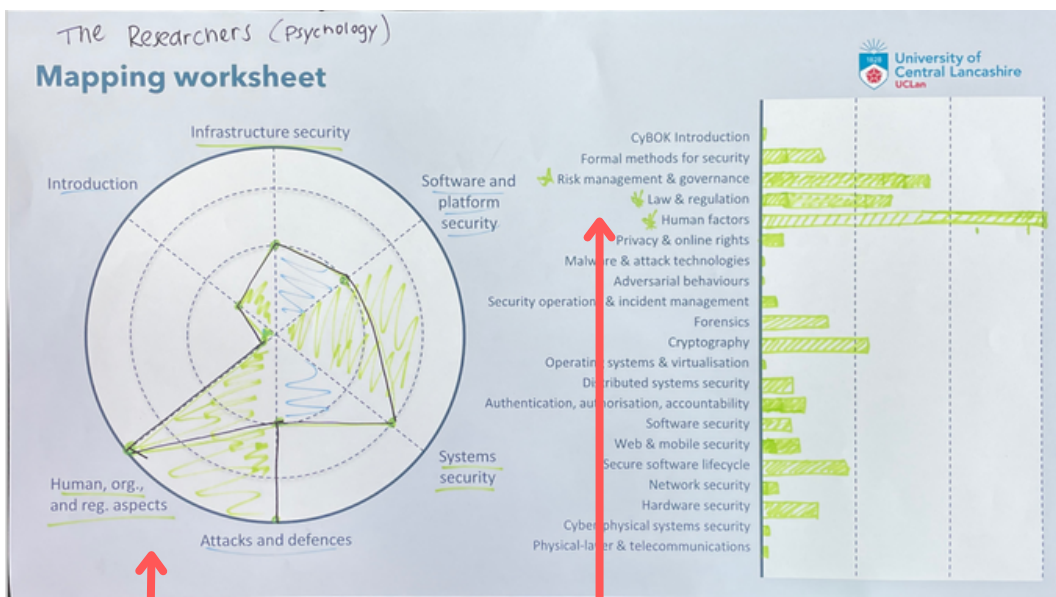 The Researchers (Psychology)
Mapping worksheet
1828
University of
Central Lancashire
UCLan
Infrastructure security
Introduction
Software and
platform
security
Systems
security
Human, org.,
and reg. aspects
Attacks and defences
CyBOK Introduction
Formal methods for security
Risk management & governance
Law & regulation
Human factors
Privacy & online rights
Malware & attack technologies
Adversarial behaviours
Security operations & incident management
Forensics
Cryptography
Operating systems & virtualisation
Distributed systems security
Authentication, authorisation, accountability
Software security
Web & mobile security
Secure software lifecycle
Network security
Hardware security
Cyber physical systems security
Physical-layer & telecommunications